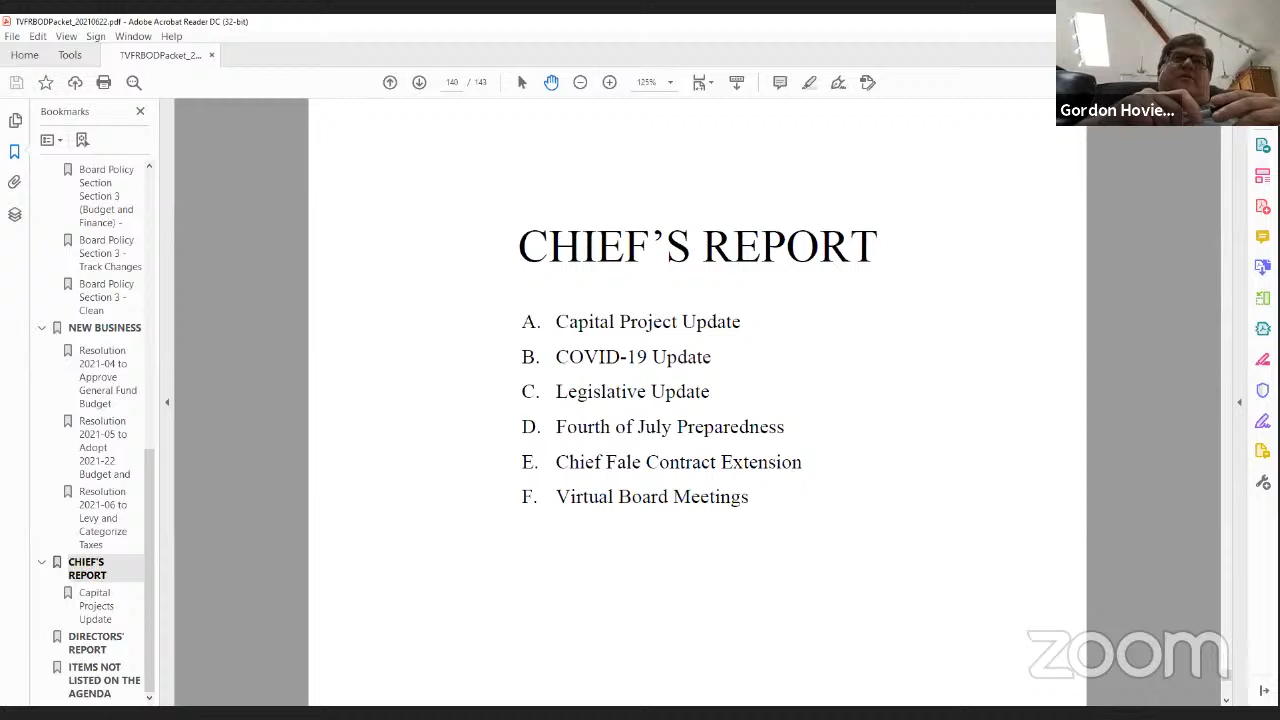 TVFRBODPacket_20210622.pdf - Adobe Acrobat Reader DC (32-bit)
File Edit View Sign Window Help
Home Tools TVFRBODPacket_2... ×
140 / 143 125%
Gordon Hovie...
Bookmarks
Board Policy
Section
Section 3
(Budget and
Finance) -
Board Policy
Section 3 -
Track Changes
Board Policy
Section 3 -
Clean
NEW BUSINESS
Resolution
2021-04 to
Approve
General Fund
Budget
Resolution
2021-05 to
Adopt
2021-22
Budget and
Resolution
2021-06 to
Levy and
Categorize
Taxes
CHIEF'S
REPORT
Capital
Projects
Update
DIRECTORS'
REPORT
ITEMS NOT
LISTED ON THE
AGENDA
CHIEF’S REPORT
A. Capital Project Update
B. COVID-19 Update
C. Legislative Update
D. Fourth of July Preparedness
E. Chief Fale Contract Extension
F. Virtual Board Meetings
zoom